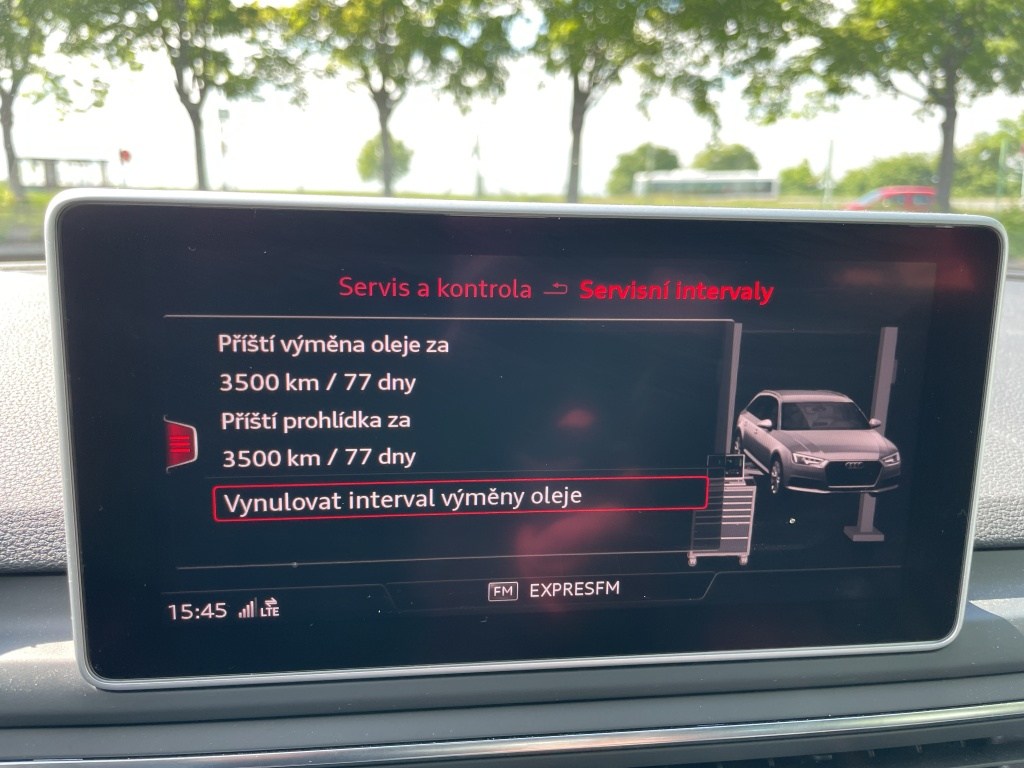 Servis a kontrola Servisní intervaly
Příští výměna oleje za
3500 km / 77 dny
Příští prohlídka za
3500 km / 77 dny
Vynulovat interval výměny oleje
FM EXPRESFM
15:45 LTE